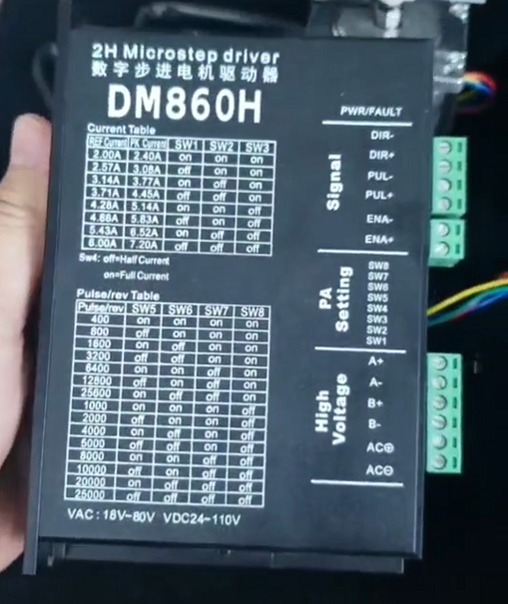 2H Microstep driver
数字步进电机驱动器
DM860H
Current Table
REF Current PK Current SW1 SW2 SW3
2.00A 2.40A on on on
2.57A 3.08A off on on
3.14A 3.77A on off on
3.71A 4.45A off off on
4.28A 5.14A on on off
4.86A 5.83A off on off
5.43A 6.52A on off off
6.00A 7.20A off off off
Sw4: off=Half Current
on=Full Current
Pulse/rev Table
Pulse/rev SW5 SW6 SW7 SW8
400 on on on on
800 off on on on
1600 on off on on
3200 off off on on
6400 on on off on
12800 off on off on
25600 on off off on
1000 on on on off
2000 off on on off
4000 on off on off
5000 off off on off
8000 on on off off
10000 off on off off
20000 on off off off
25000 off off off off
VAC: 18V~80V VDC24~110V
PWR/FAULT
Signal
DIR-
DIR+
PUL-
PUL+
ENA-
ENA+
PA
Setting
SW8
SW7
SW6
SW5
SW4
SW3
SW2
SW1
High
Voltage
A+
A-
B+
B-
AC⊕
AC⊖